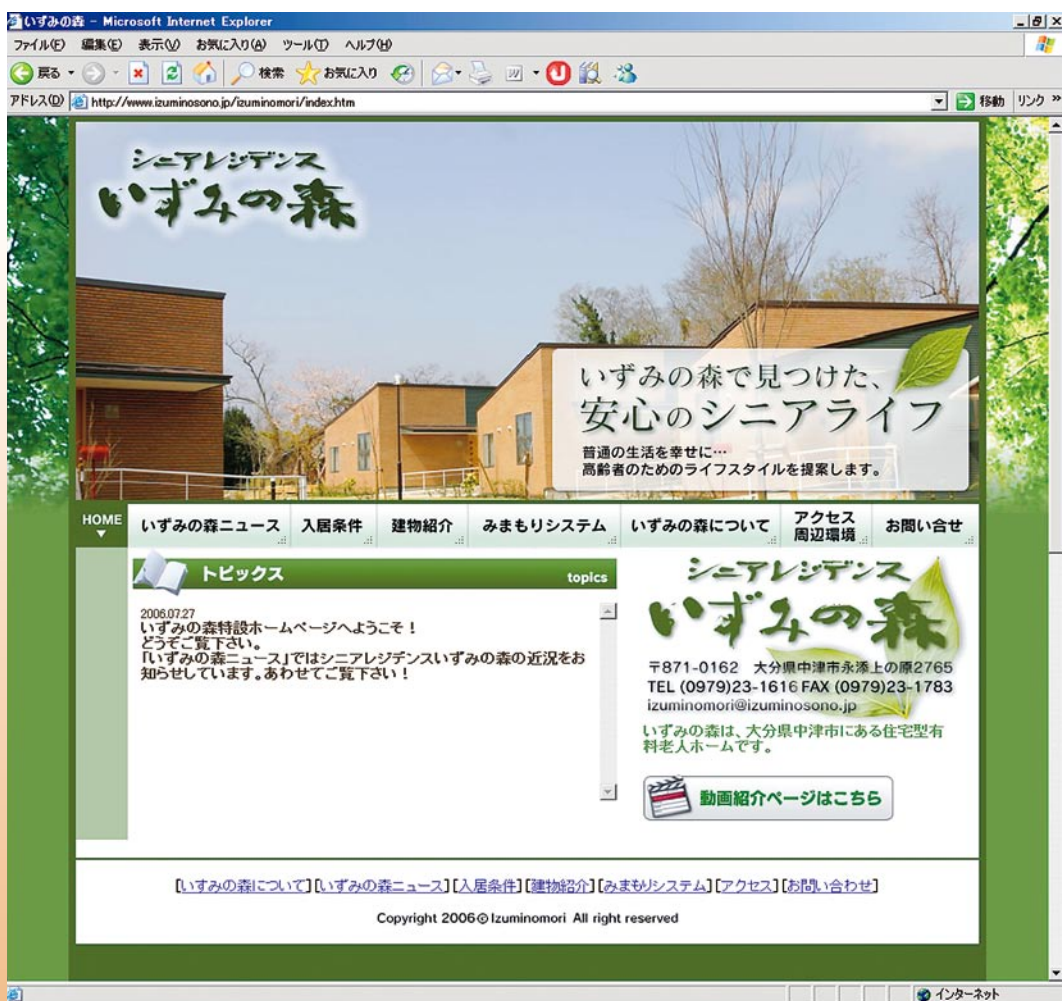 いずみの森 - Microsoft Internet Explorer
ファイル(F) 編集(E) 表示(V) お気に入り(A) ツール(T) ヘルプ(H)
戻る 検索 お気に入り
アドレス(D) http://www.izuminosono.jp/izuminomori/index.htm 移動 リンク »
シニアレジデンス
いずみの森
いずみの森で見つけた、
安心のシニアライフ
普通の生活を幸せに…
高齢者のためのライフスタイルを提案します。
HOME いずみの森ニュース 入居条件 建物紹介 みまもりシステム いずみの森について アクセス 周辺環境 お問い合せ
トピックス topics
2006.07.27
いずみの森特設ホームページへようこそ！
どうぞご覧下さい。
「いずみの森ニュース」ではシニアレジデンスいずみの森の近況をお
知らせしています。あわせてご覧下さい！
シニアレジデンス
いずみの森
〒871-0162 大分県中津市永添上の原2765
TEL (0979)23-1616 FAX (0979)23-1783
izuminomori@izuminosono.jp
いずみの森は、大分県中津市にある住宅型有
料老人ホームです。
動画紹介ページはこちら
[いずみの森について] [いずみの森ニュース] [入居条件] [建物紹介] [みまもりシステム] [アクセス] [お問い合わせ]
Copyright 2006© Izuminomori All right reserved
インターネット